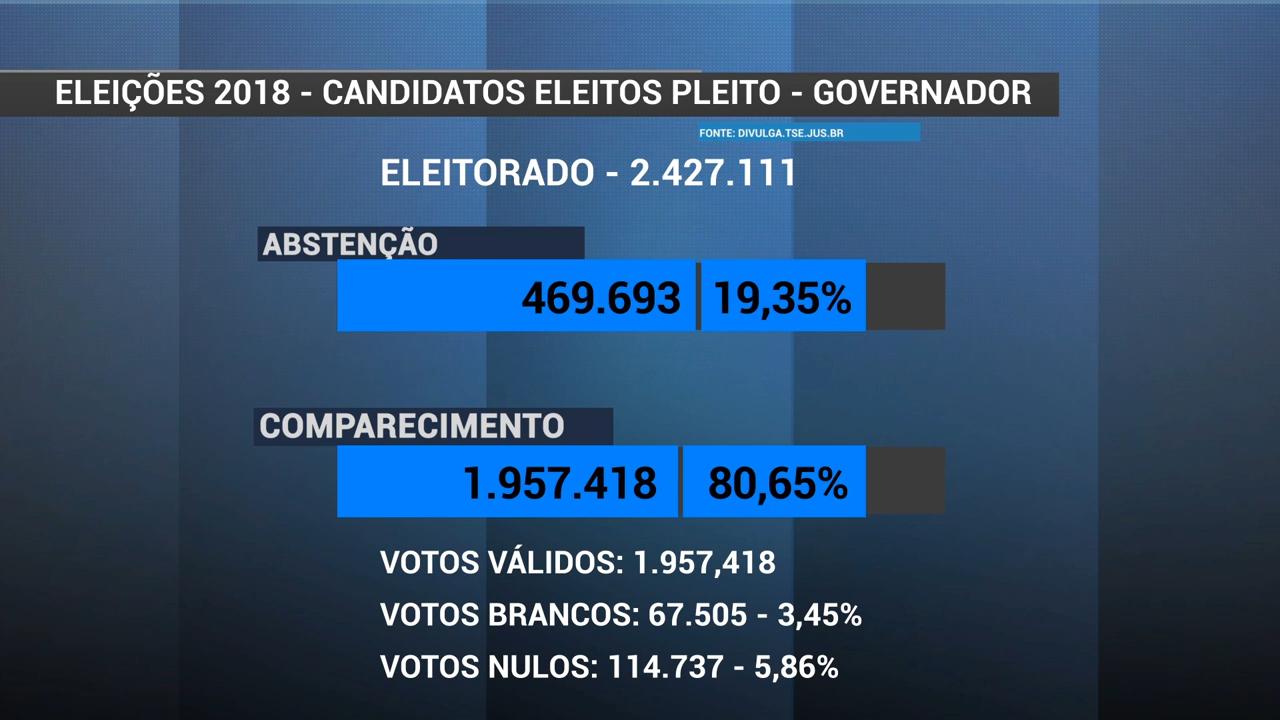 ELEIÇÕES 2018 - CANDIDATOS ELEITOS PLEITO - GOVERNADOR
FONTE: DIVULGA.TSE.JUS.BR
ELEITORADO - 2.427.111
ABSTENÇÃO
469.693 19,35%
COMPARECIMENTO
1.957.418 80,65%
VOTOS VÁLIDOS: 1.957,418
VOTOS BRANCOS: 67.505 - 3,45%
VOTOS NULOS: 114.737 - 5,86%